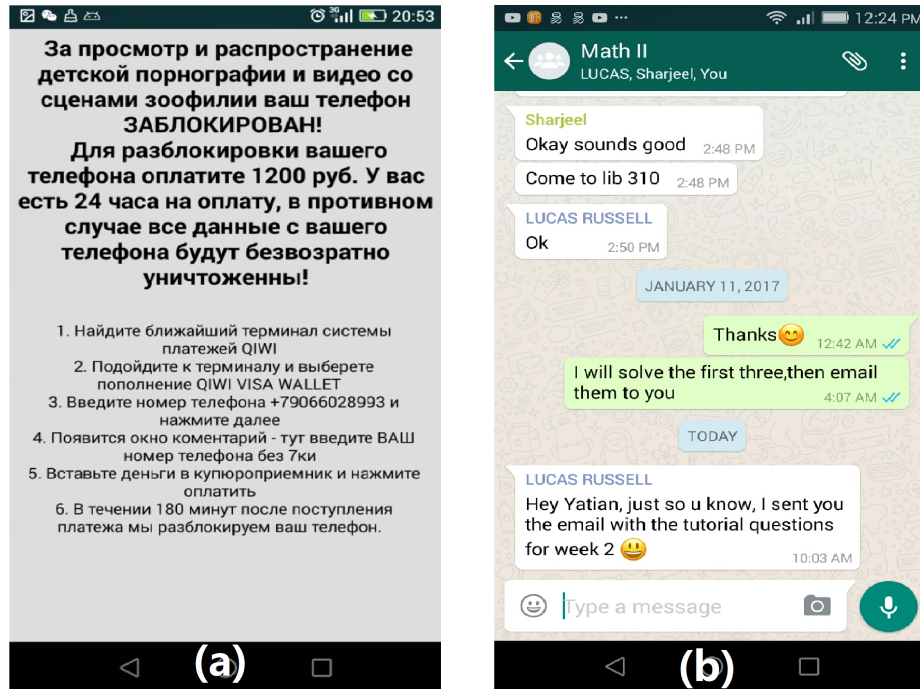 3G 20:53
За просмотр и распространение
детской порнографии и видео со
сценами зоофилии ваш телефон
ЗАБЛОКИРОВАН!
Для разблокировки вашего
телефона оплатите 1200 руб. У вас
есть 24 часа на оплату, в противном
случае все данные с вашего
телефона будут безвозратно
уничтоженны!
1. Найдите ближайший терминал системы
платежей QIWI
2. Подойдите к терминалу и выберете
пополнение QIWI VISA WALLET
3. Введите номер телефона +79066028993 и
нажмите далее
4. Появится окно коментарий - тут введите ВАШ
номер телефона без 7ки
5. Вставьте деньги в купюроприемник и нажмите
оплатить
6. В течении 180 минут после поступления
платежа мы разблокируем ваш телефон.
(a)
12:24 PM
Math II
LUCAS, Sharjeel, You
Sharjeel
Okay sounds good 2:48 PM
Come to lib 310 2:48 PM
LUCAS RUSSELL
Ok 2:50 PM
JANUARY 11, 2017
Thanks😊 12:42 AM
I will solve the first three,then email
them to you 4:07 AM
TODAY
LUCAS RUSSELL
Hey Yatian, just so u know, I sent you
the email with the tutorial questions
for week 2 😃 10:03 AM
Type a message
(b)